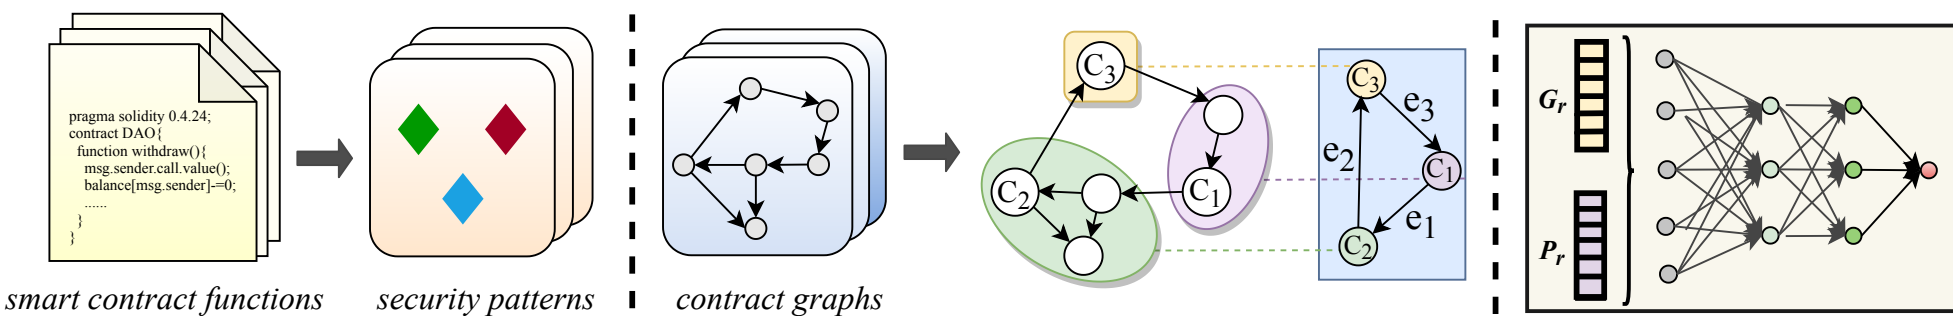 pragma solidity 0.4.24;
contract DAO{
function withdraw(){
msg.sender.call.value();
balance[msg.sender]-=0;
......
}
}
smart contract functions
security patterns
contract graphs
C3
C2
C1
C3
e3
e2
C1
e1
C2
Gr
Pr